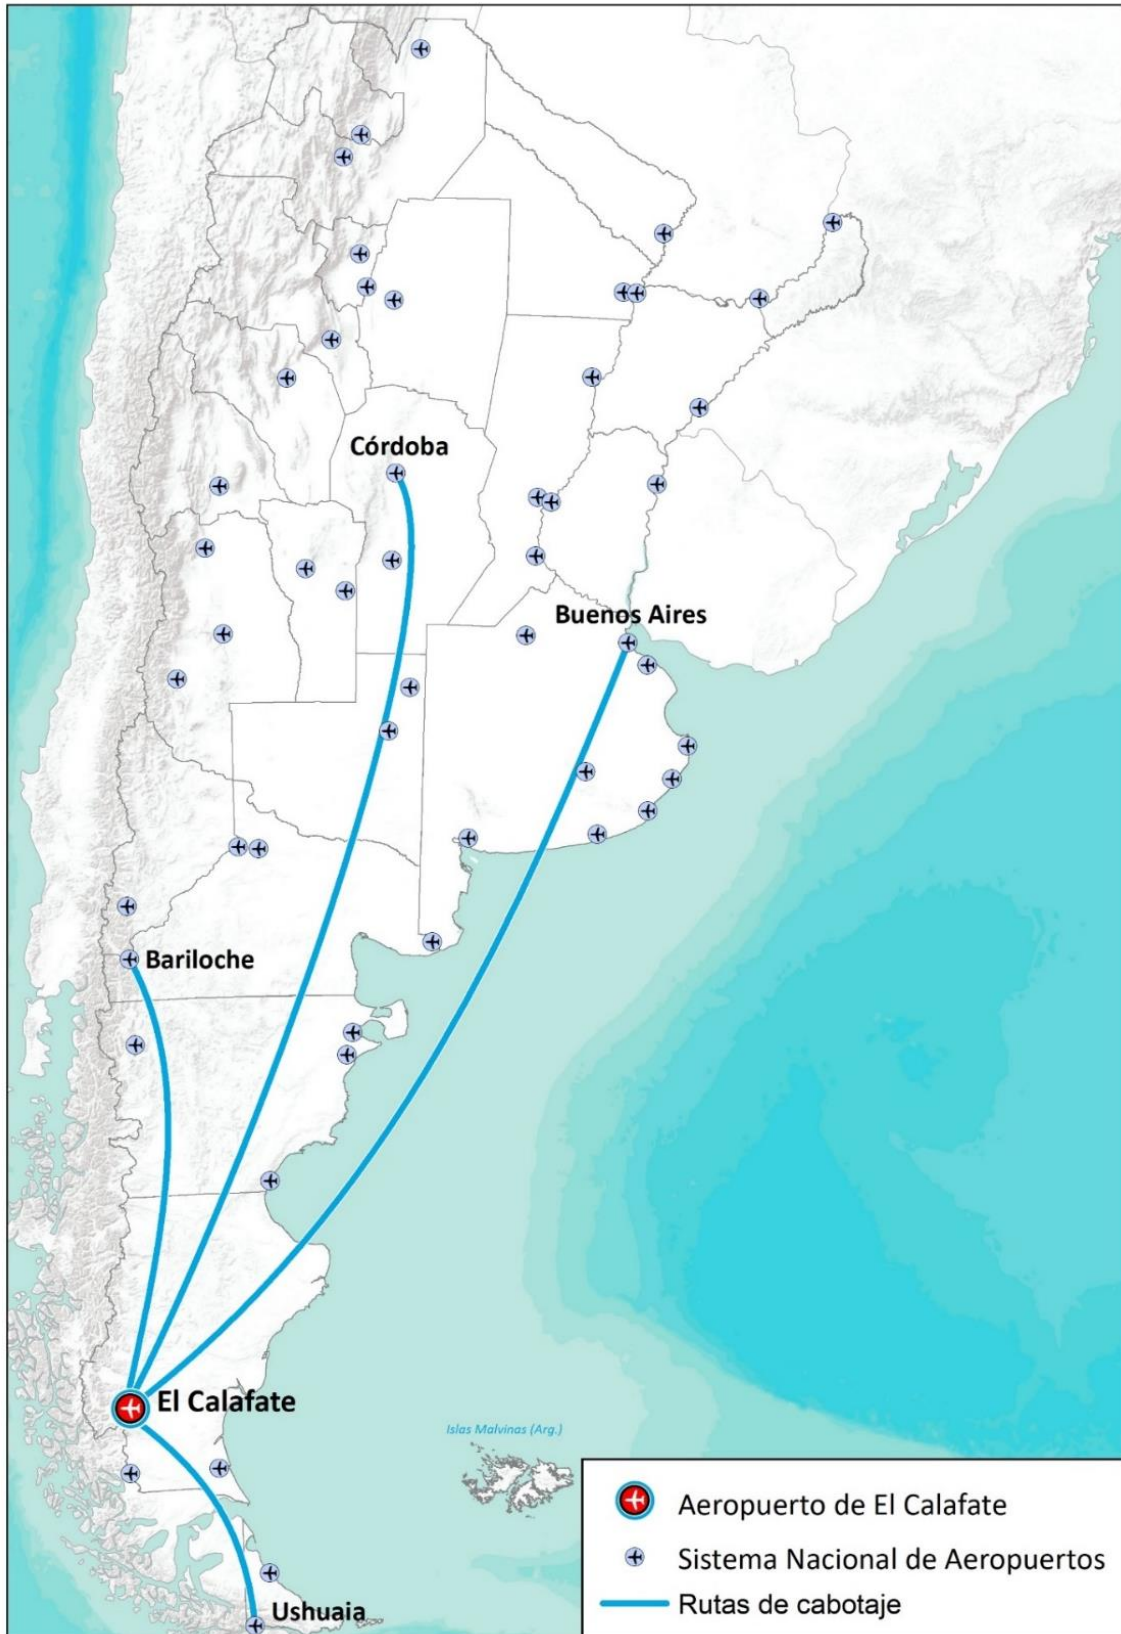 Córdoba
Buenos Aires
Bariloche
El Calafate
Islas Malvinas (Arg.)
Ushuaia
Aeropuerto de El Calafate
Sistema Nacional de Aeropuertos
Rutas de cabotaje